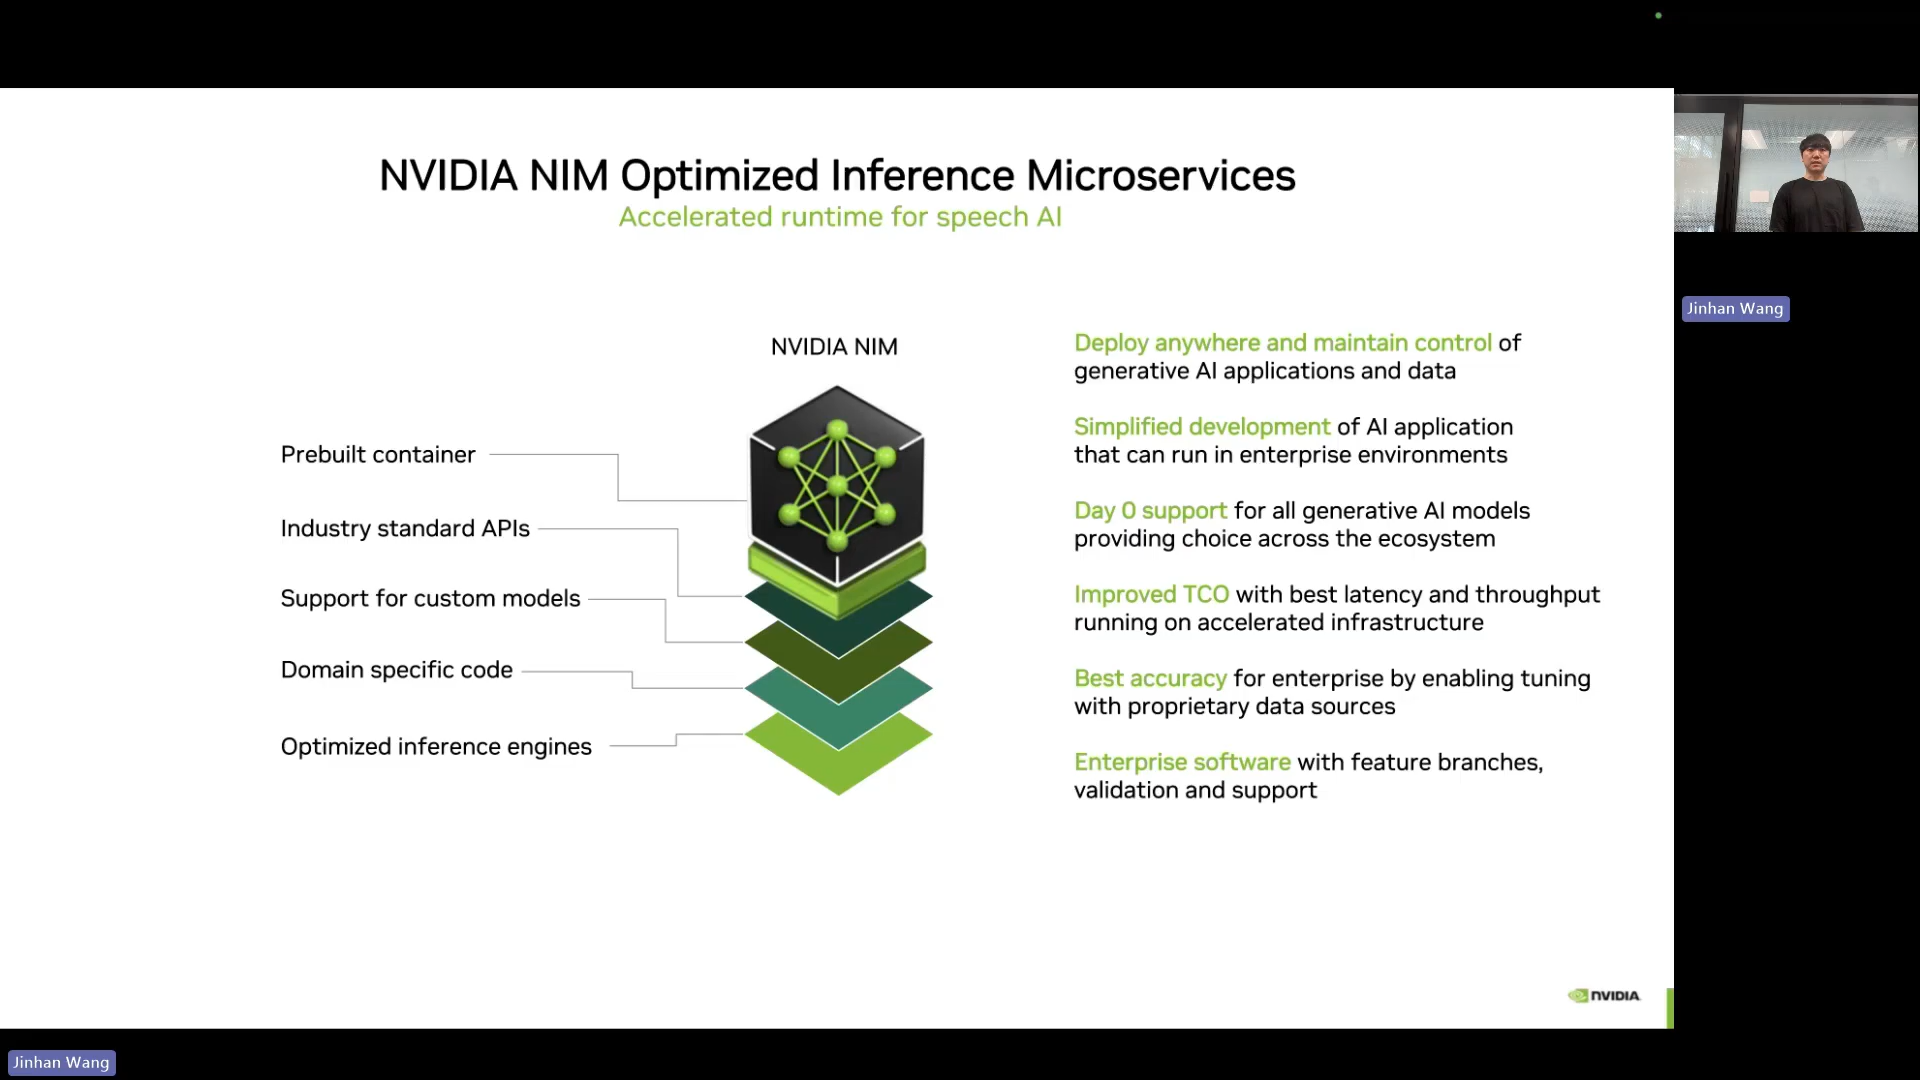 NVIDIA NIM Optimized Inference Microservices
Accelerated runtime for speech AI
NVIDIA NIM
Prebuilt container
Industry standard APIs
Support for custom models
Domain specific code
Optimized inference engines
Deploy anywhere and maintain control of
generative AI applications and data
Simplified development of AI application
that can run in enterprise environments
Day 0 support for all generative AI models
providing choice across the ecosystem
Improved TCO with best latency and throughput
running on accelerated infrastructure
Best accuracy for enterprise by enabling tuning
with proprietary data sources
Enterprise software with feature branches,
validation and support
NVIDIA
Jinhan Wang
Jinhan Wang